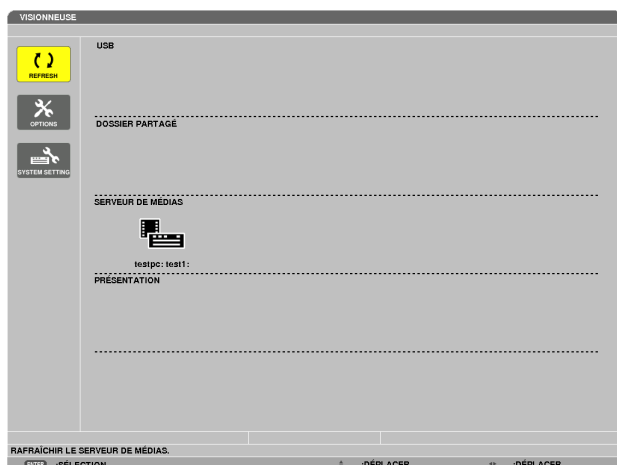 VISIONNEUSE
USB
REFRESH
DOSSIER PARTAGÉ
OPTIONS
SYSTEM SETTING
SERVEUR DE MÉDIAS
testpc: test1:
PRÉSENTATION
RAFRAÎCHIR LE SERVEUR DE MÉDIAS.
ENTER :SÉLECTION :DÉPLACER :DÉPLACER